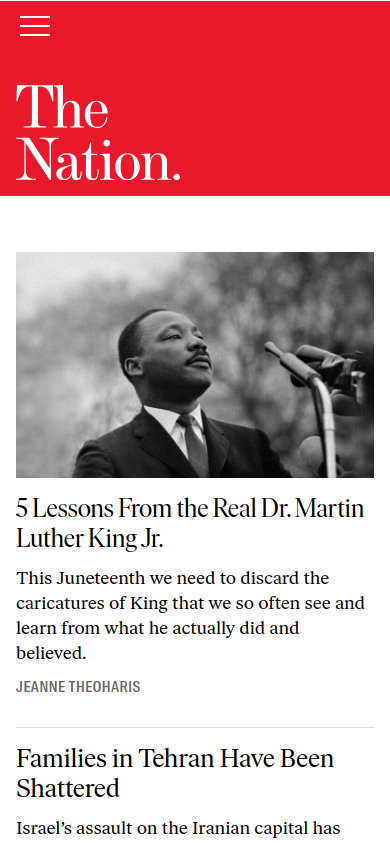 The
Nation.
5 Lessons From the Real Dr. Martin
Luther King Jr.
This Juneteenth we need to discard the
caricatures of King that we so often see and
learn from what he actually did and
believed.
JEANNE THEOHARIS
Families in Tehran Have Been
Shattered
Israel’s assault on the Iranian capital has